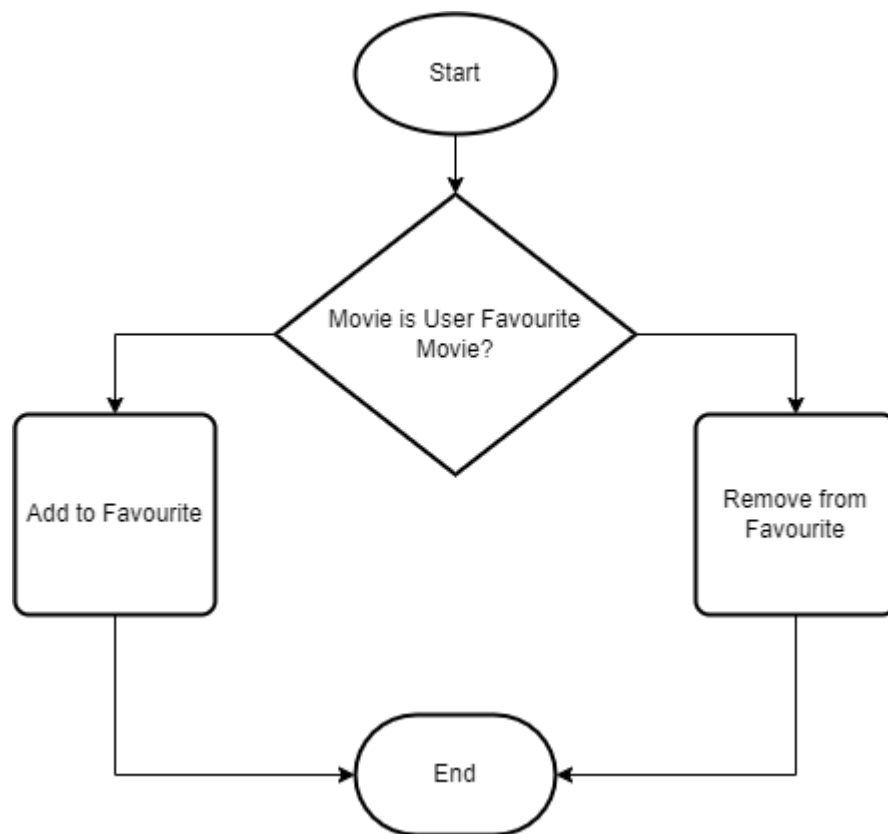 Start
Movie is User Favourite
Movie?
Add to Favourite
Remove from
Favourite
End